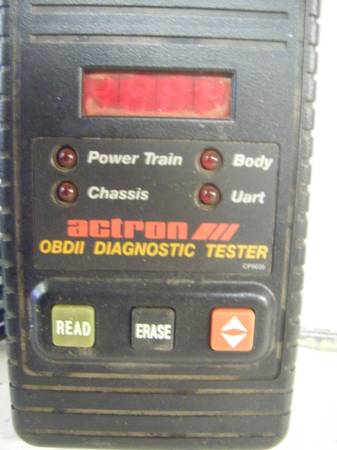 Power Train Body
Chassis Uart
actron
OBDII DIAGNOSTIC TESTER
READ ERASE